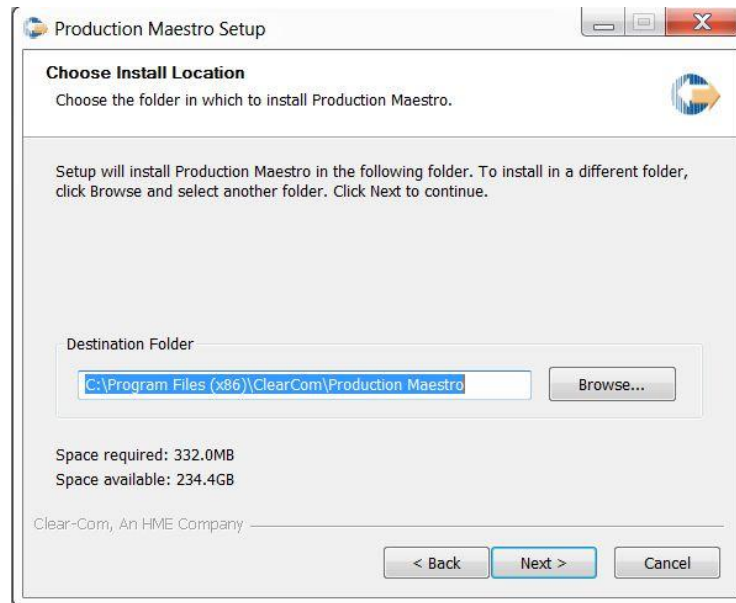 Production Maestro Setup
Choose Install Location
Choose the folder in which to install Production Maestro.
Setup will install Production Maestro in the following folder. To install in a different folder,
click Browse and select another folder. Click Next to continue.
Destination Folder
C:\Program Files (x86)\ClearCom\Production Maestro
Browse...
Space required: 332.0MB
Space available: 234.4GB
Clear-Com, An HME Company
< Back Next > Cancel